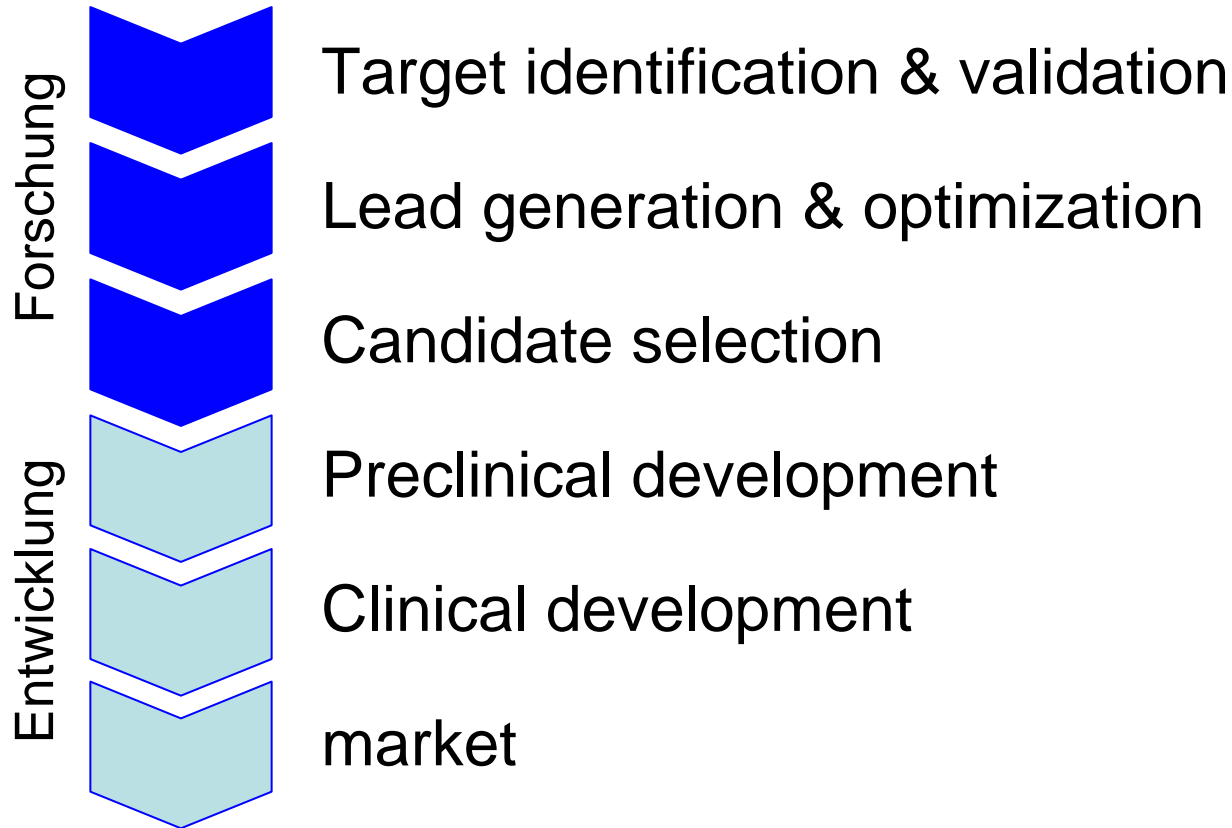 Forschung
Target identification & validation
Lead generation & optimization
Candidate selection
Entwicklung
Preclinical development
Clinical development
market